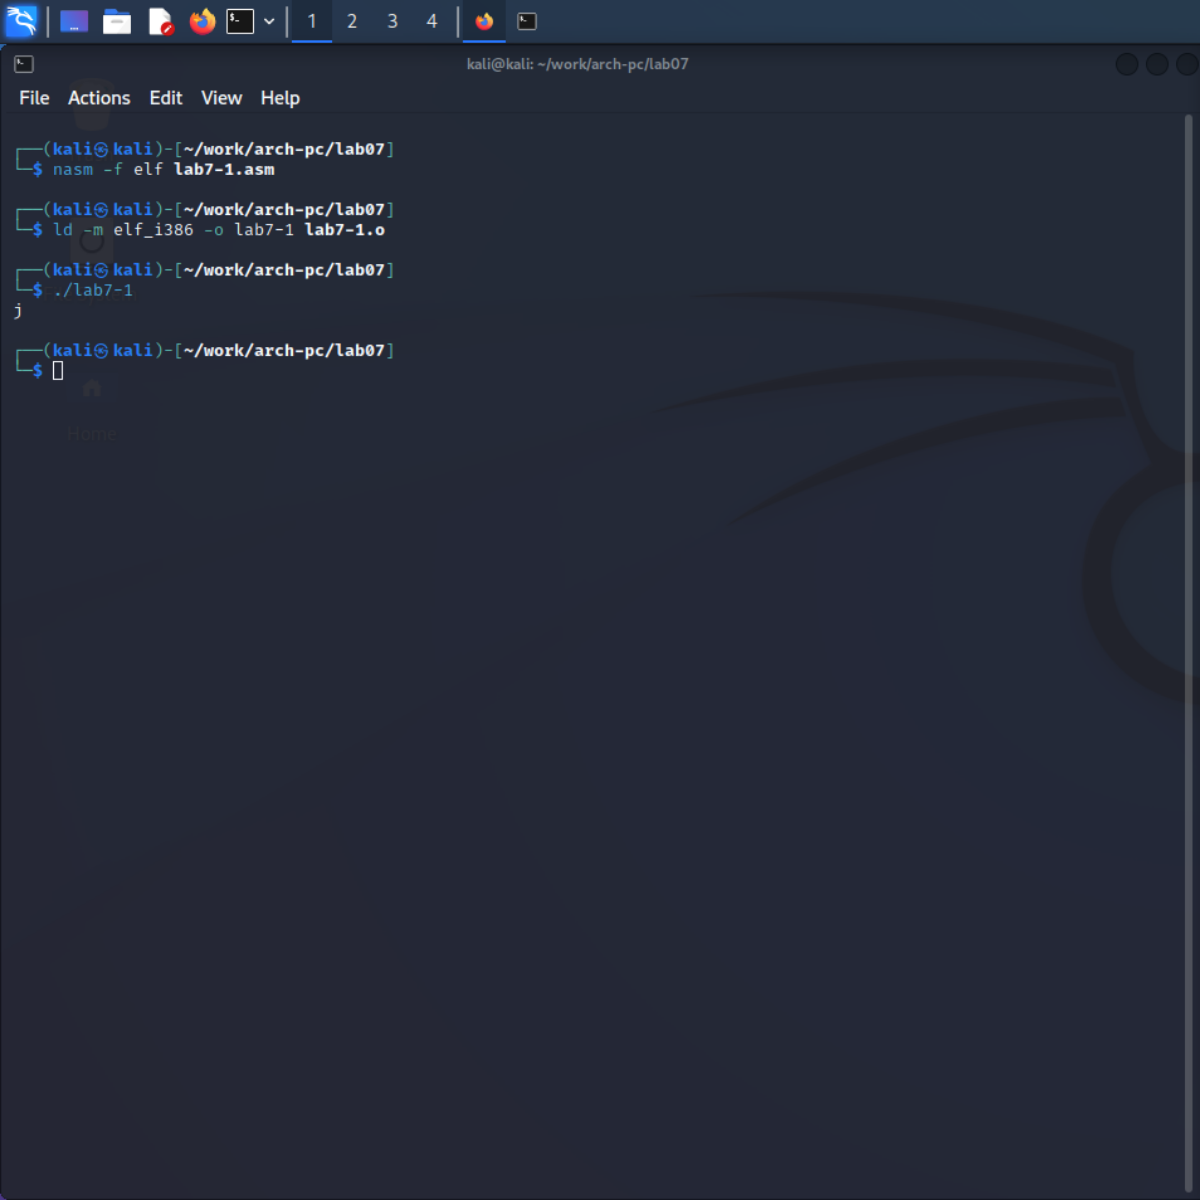 1 2 3 4
kali@kali: ~/work/arch-pc/lab07
File Actions Edit View Help
┌──(kali㉿kali)-[~/work/arch-pc/lab07]
└─$ nasm -f elf lab7-1.asm
┌──(kali㉿kali)-[~/work/arch-pc/lab07]
└─$ ld -m elf_i386 -o lab7-1 lab7-1.o
┌──(kali㉿kali)-[~/work/arch-pc/lab07]
└─$ ./lab7-1
j
┌──(kali㉿kali)-[~/work/arch-pc/lab07]
└─$
Home